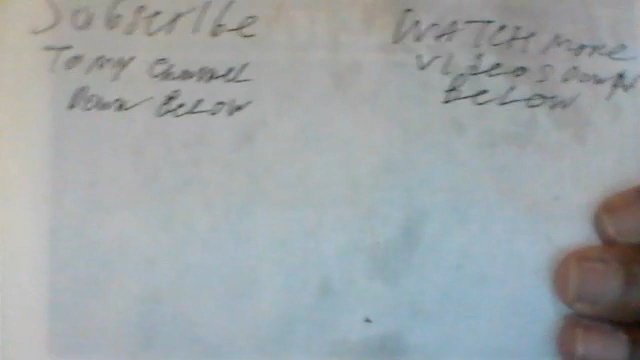 Subscribe
To my Channel
Down Below
WATCH more
videos Down
Below